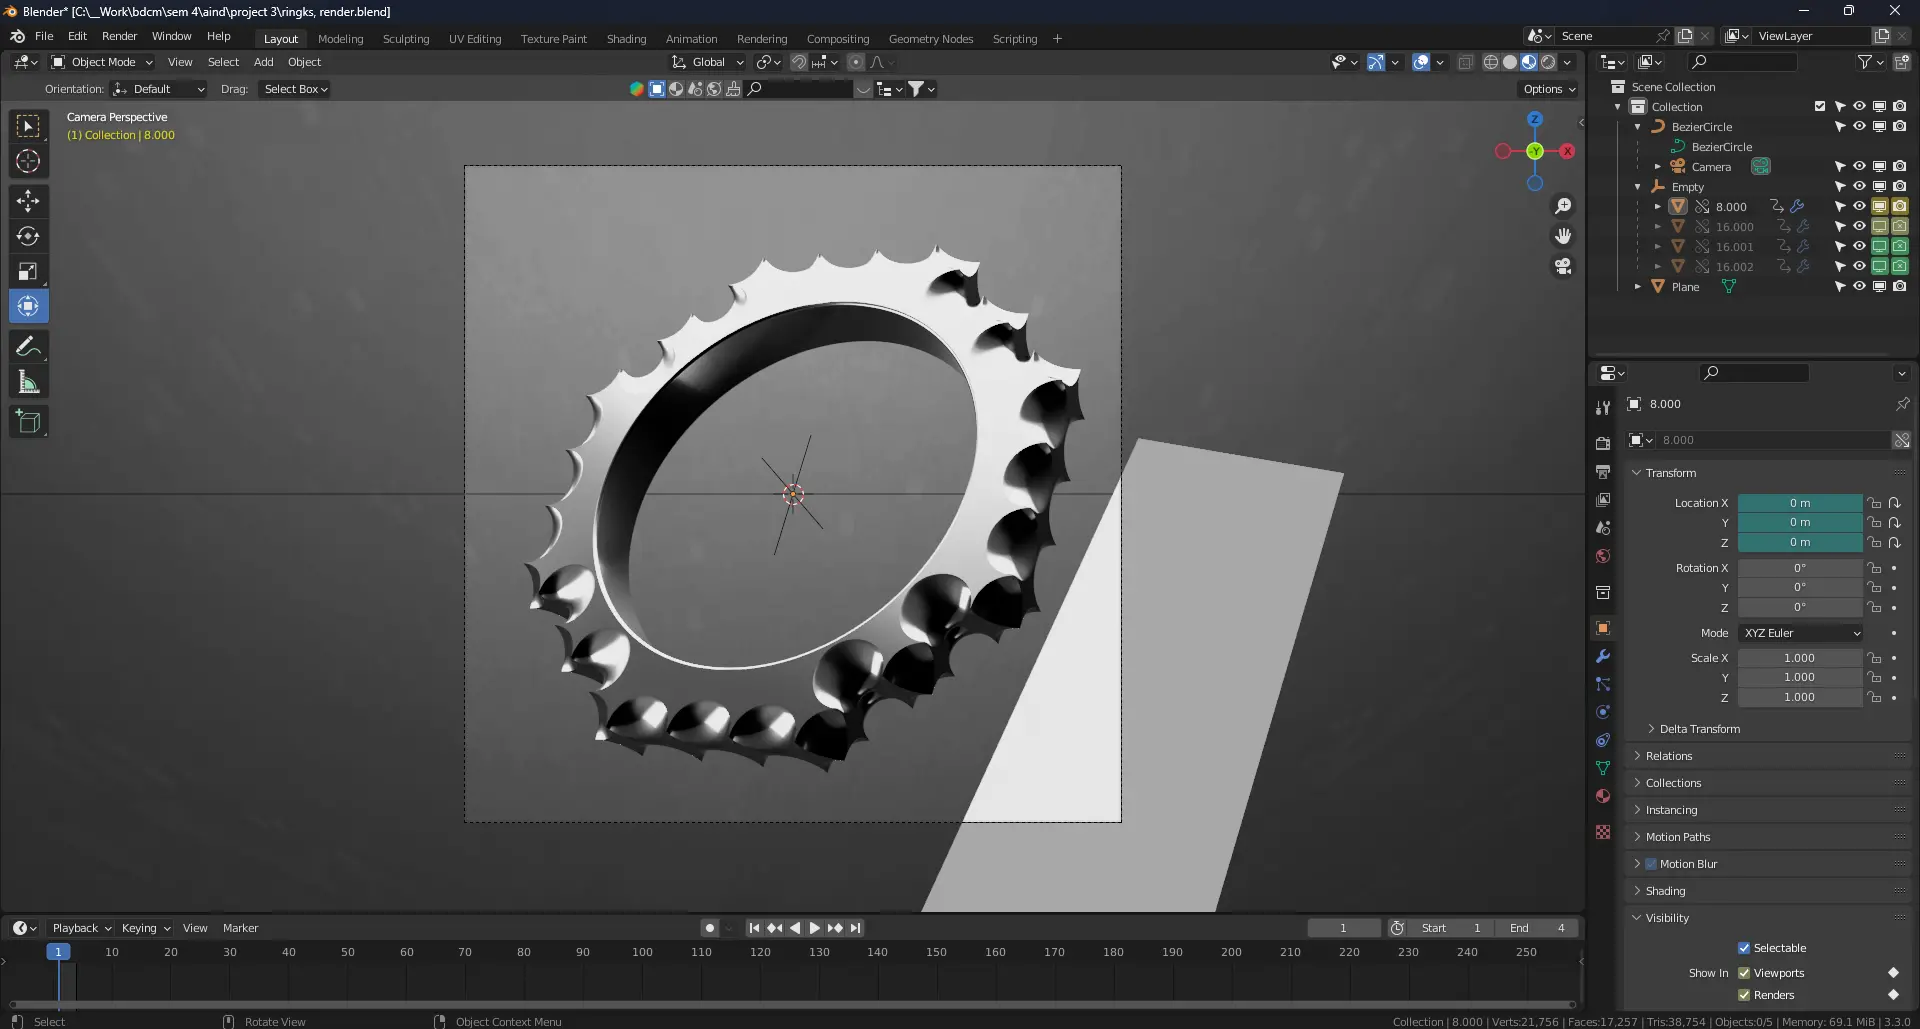 Blender* [C:\__Work\bdcm\sem 4\aind\project 3\ringks, render.blend]
File Edit Render Window Help Layout Modeling Sculpting UV Editing Texture Paint Shading Animation Rendering Compositing Geometry Nodes Scripting + Scene ViewLayer
Object Mode View Select Add Object Global
Orientation: Default Drag: Select Box Options
Camera Perspective
(1) Collection | 8.000
Z
Y
X
Scene Collection
Collection
BezierCircle
BezierCircle
Camera
Empty
8.000
16.000
16.001
16.002
Plane
8.000
8.000
Transform
Location X 0 m
Y 0 m
Z 0 m
Rotation X 0°
Y 0°
Z 0°
Mode XYZ Euler
Scale X 1.000
Y 1.000
Z 1.000
Delta Transform
Relations
Collections
Instancing
Motion Paths
Motion Blur
Shading
Visibility
Selectable
Show In Viewports
Renders
Playback Keying View Marker 1 Start 1 End 4
1 10 20 30 40 50 60 70 80 90 100 110 120 130 140 150 160 170 180 190 200 210 220 230 240 250
Select Rotate View Object Context Menu Collection | 8.000 | Verts:21,756 | Faces:17,257 | Tris:38,754 | Objects:0/5 | Memory: 69.1 MiB | 3.3.0